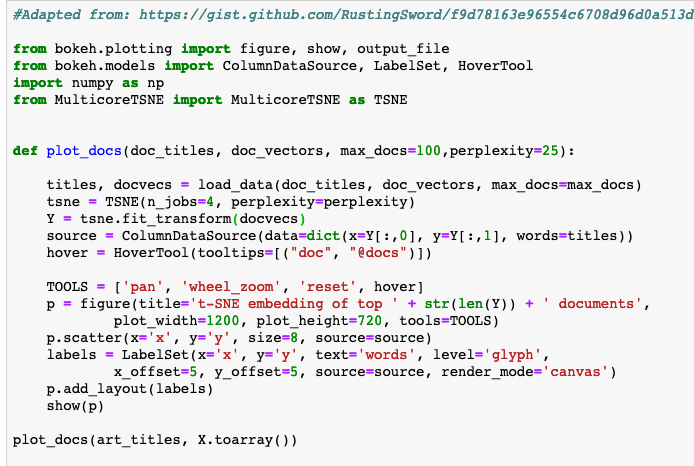 #Adapted from: https://gist.github.com/RustingSword/f9d78163e96554c6708d96d0a513d
from bokeh.plotting import figure, show, output_file
from bokeh.models import ColumnDataSource, LabelSet, HoverTool
import numpy as np
from MulticoreTSNE import MulticoreTSNE as TSNE
def plot_docs(doc_titles, doc_vectors, max_docs=100,perplexity=25):
titles, docvecs = load_data(doc_titles, doc_vectors, max_docs=max_docs)
tsne = TSNE(n_jobs=4, perplexity=perplexity)
Y = tsne.fit_transform(docvecs)
source = ColumnDataSource(data=dict(x=Y[:,0], y=Y[:,1], words=titles))
hover = HoverTool(tooltips=[("doc", "@docs")])
TOOLS = ['pan', 'wheel_zoom', 'reset', hover]
p = figure(title='t-SNE embedding of top ' + str(len(Y)) + ' documents',
plot_width=1200, plot_height=720, tools=TOOLS)
p.scatter(x='x', y='y', size=8, source=source)
labels = LabelSet(x='x', y='y', text='words', level='glyph',
x_offset=5, y_offset=5, source=source, render_mode='canvas')
p.add_layout(labels)
show(p)
plot_docs(art_titles, X.toarray())